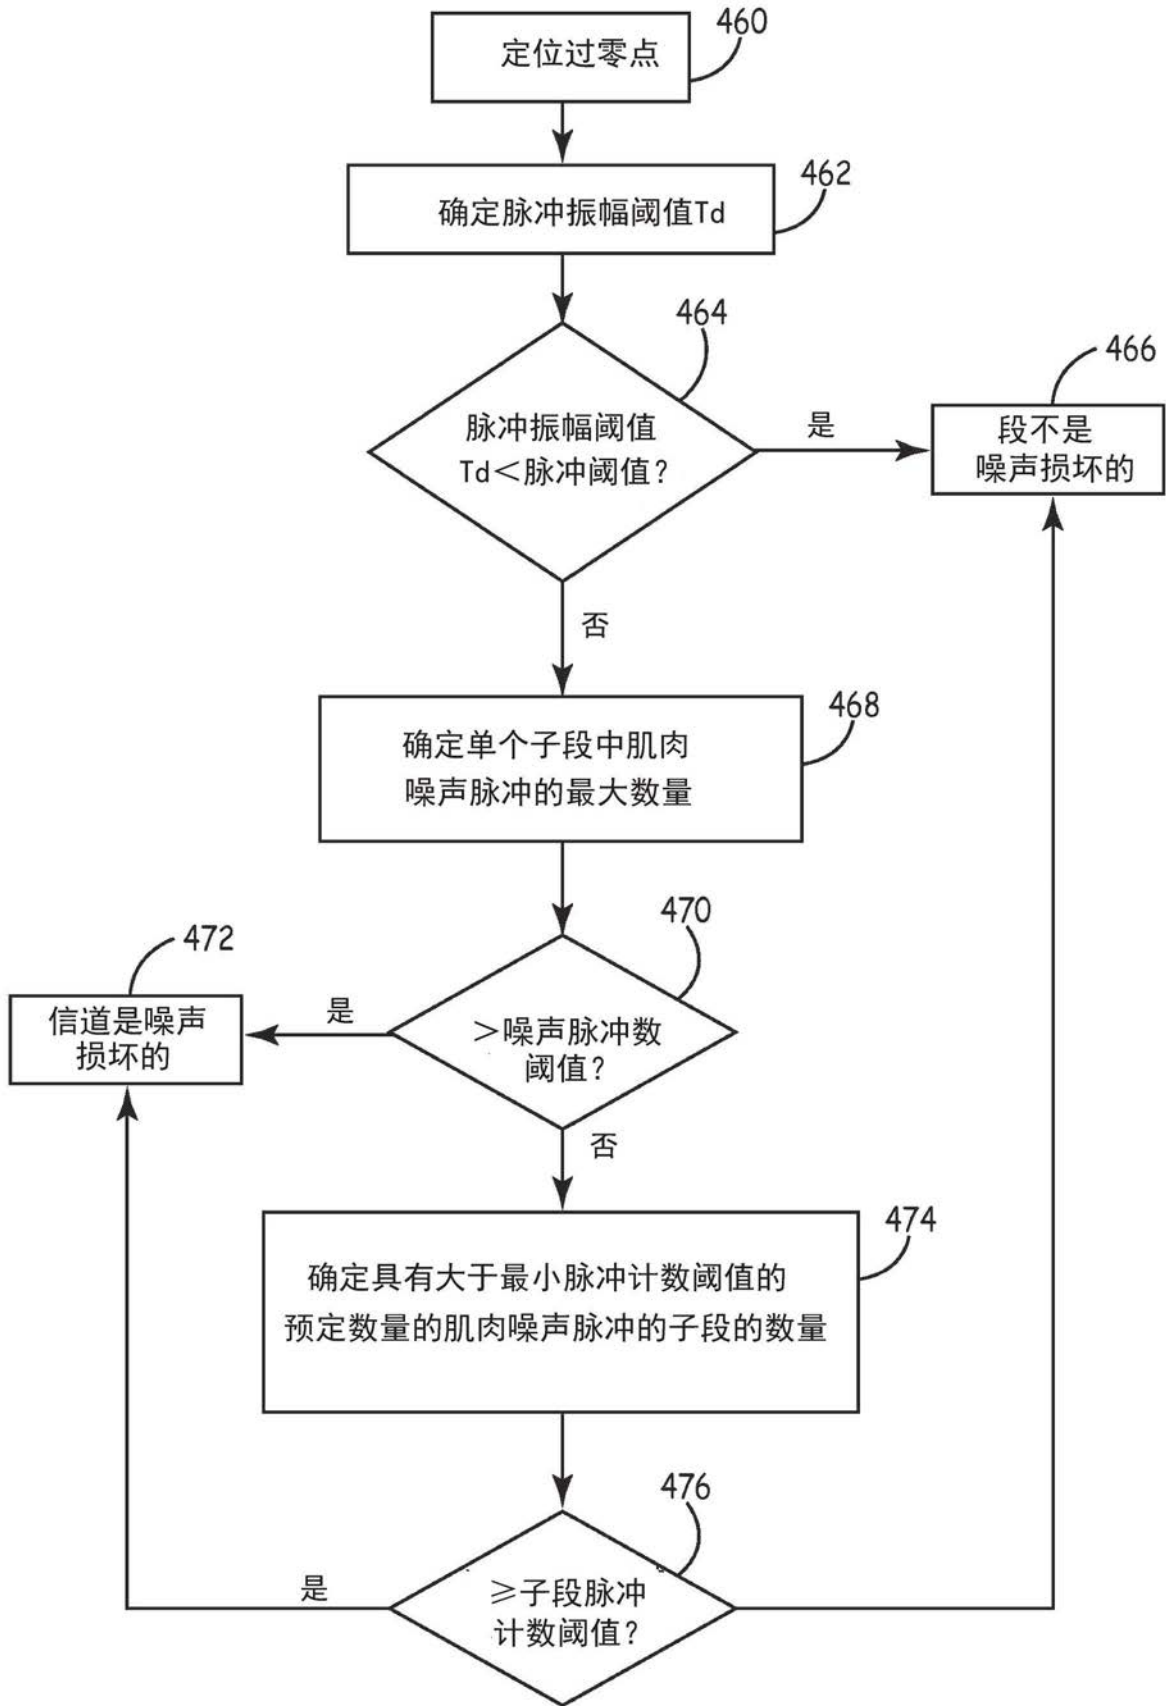 460
定位过零点
462
确定脉冲振幅阈值Td
464
脉冲振幅阈值
Td<脉冲阈值?
是
466
段不是
噪声损坏的
否
468
确定单个子段中肌肉
噪声脉冲的最大数量
470
>噪声脉冲数
阈值?
是
472
信道是噪声
损坏的
否
474
确定具有大于最小脉冲计数阈值的
预定数量的肌肉噪声脉冲的子段的数量
476
≥子段脉冲
计数阈值?
是